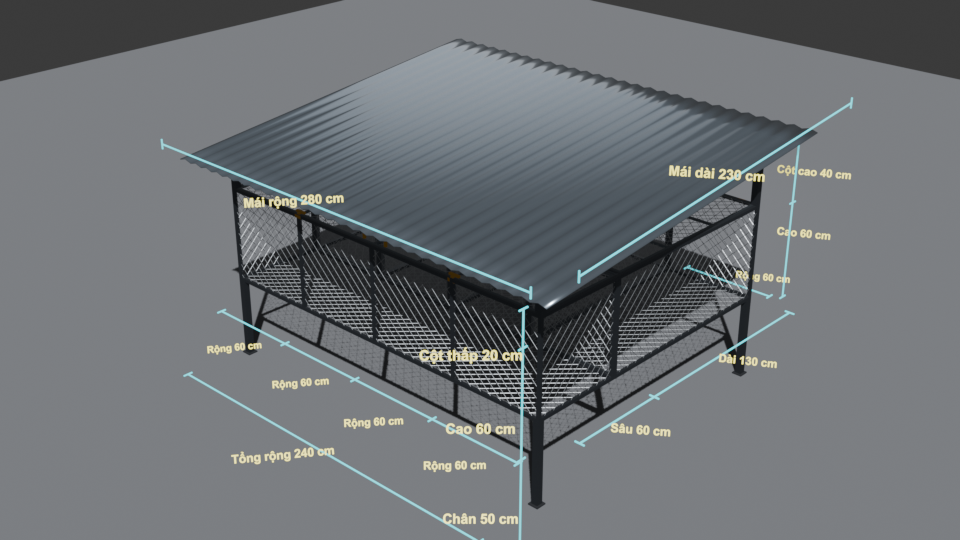 Mái dài 230 cm
Cột cao 40 cm
Mái rộng 280 cm
Cao 60 cm
Rộng 60 cm
Rộng 60 cm
Cột thấp 20 cm
Dài 130 cm
Rộng 60 cm
Rộng 60 cm
Cao 60 cm
Sâu 60 cm
Tổng rộng 240 cm
Rộng 60 cm
Chân 50 cm